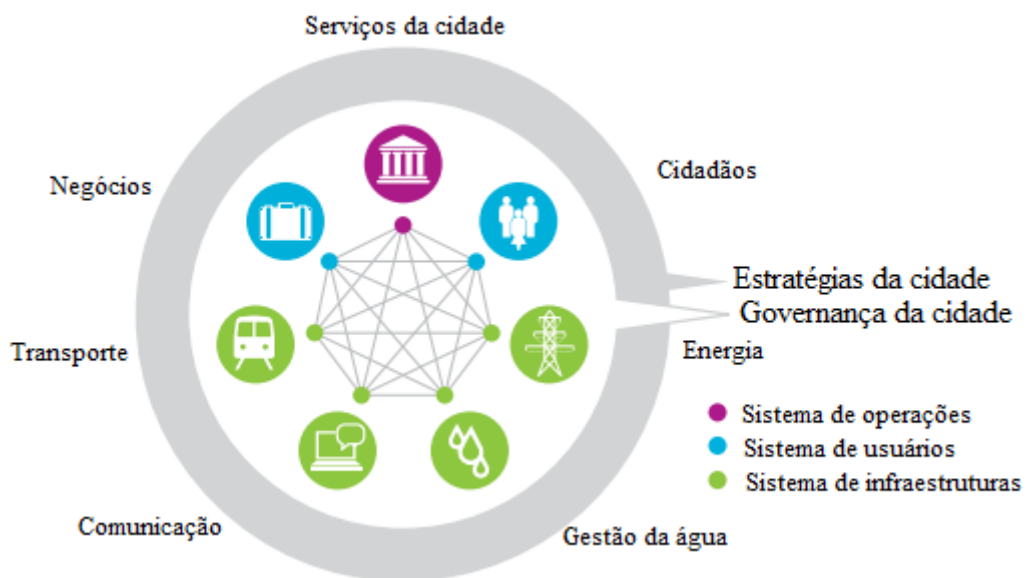 Serviços da cidade
Negócios
Cidadãos
Estratégias da cidade
Governança da cidade
Transporte
Energia
Sistema de operações
Sistema de usuários
Sistema de infraestruturas
Comunicação
Gestão da água